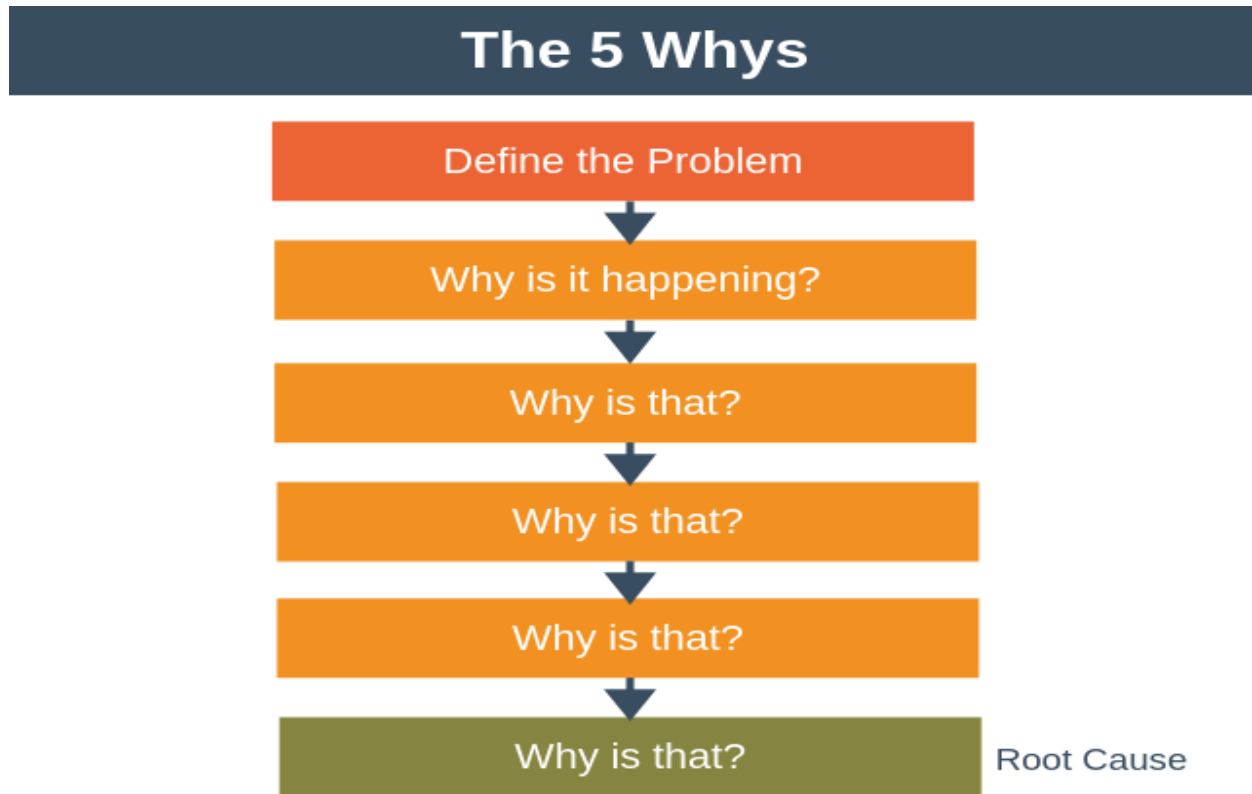 The 5 Whys
Define the Problem
Why is it happening?
Why is that?
Why is that?
Why is that?
Why is that?
Root Cause